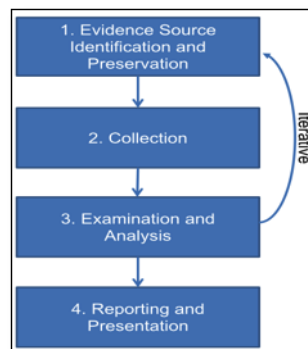 1. Evidence Source
Identification and
Preservation
2. Collection
Iterative
3. Examination and
Analysis
4. Reporting and
Presentation